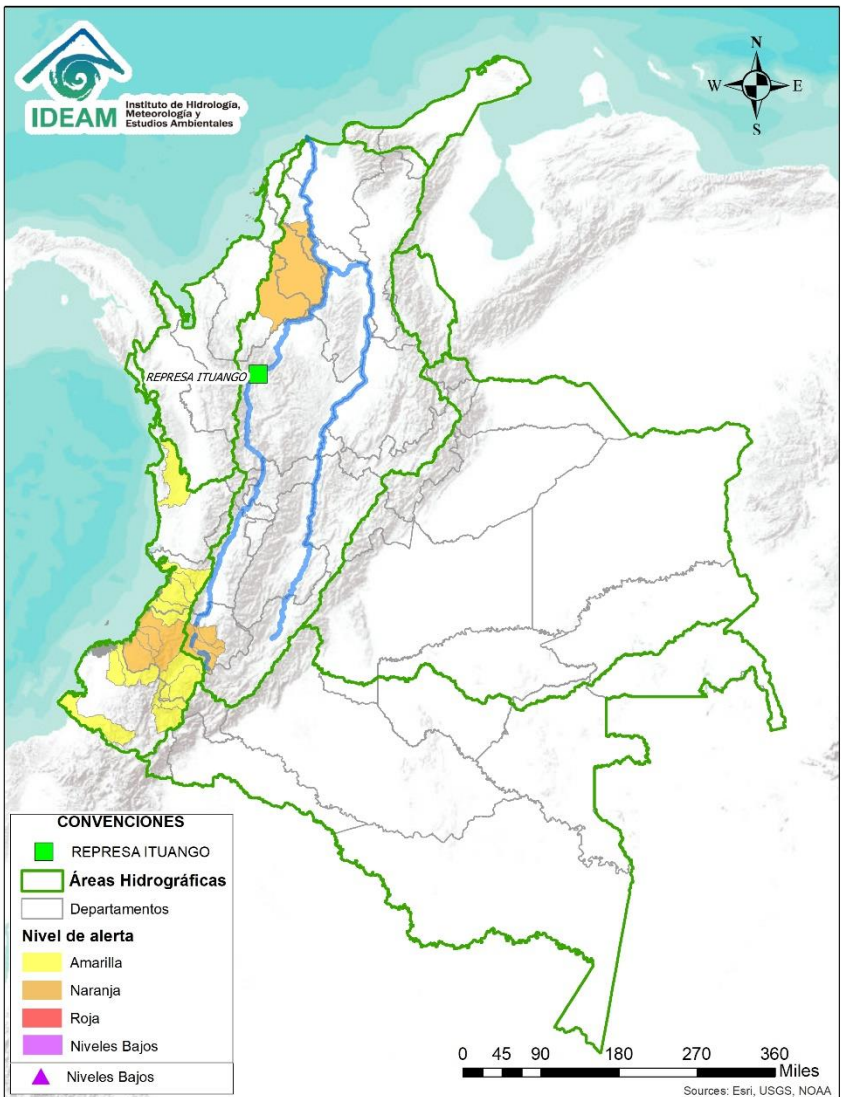 IDEAM
Instituto de Hidrología,
Meteorología y
Estudios Ambientales
N
W
E
S
REPRESA ITUANGO
CONVENCIONES
REPRESA ITUANGO
Áreas Hidrográficas
Departamentos
Nivel de alerta
Amarilla
Naranja
Roja
Niveles Bajos
Niveles Bajos
0 45 90 180 270 360
Miles
Sources: Esri, USGS, NOAA